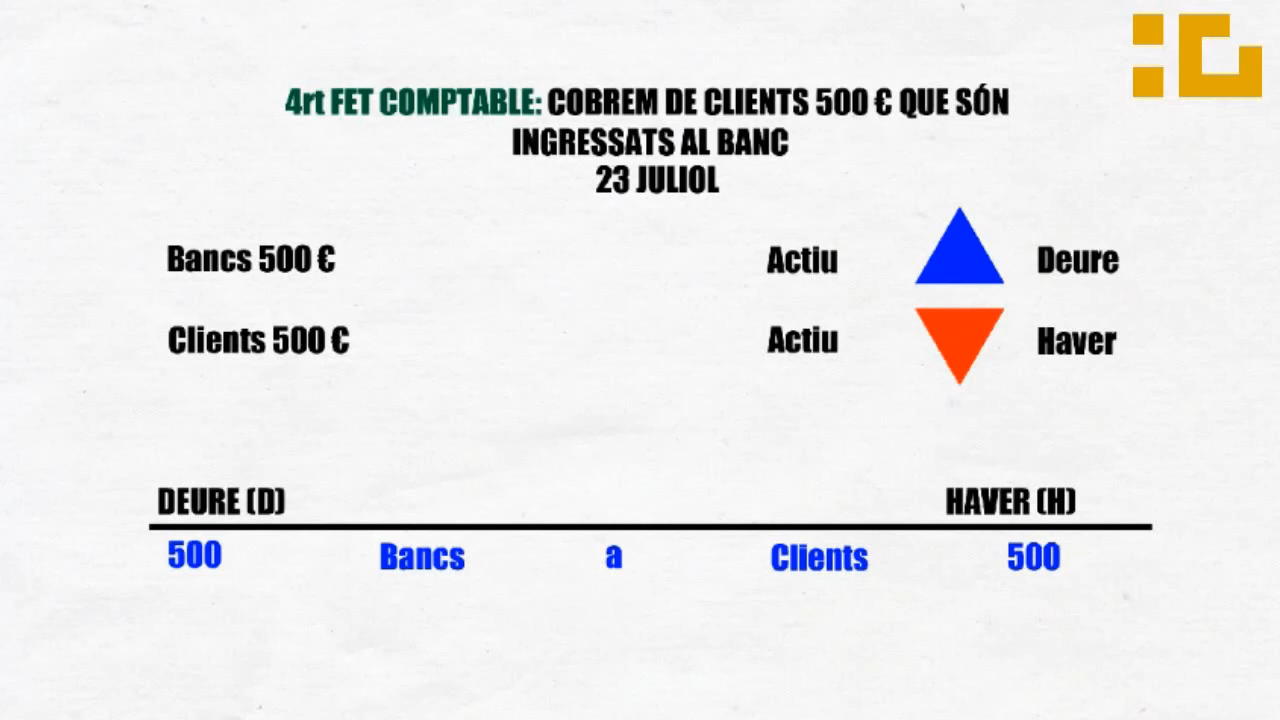 4rt FET COMPTABLE: COBREM DE CLIENTS 500 € QUE SÓN
INGRESSATS AL BANC
23 JULIOL
Bancs 500 € Actiu Deure
Clients 500 € Actiu Haver
DEURE (D) HAVER (H)
500 Bancs a Clients 500